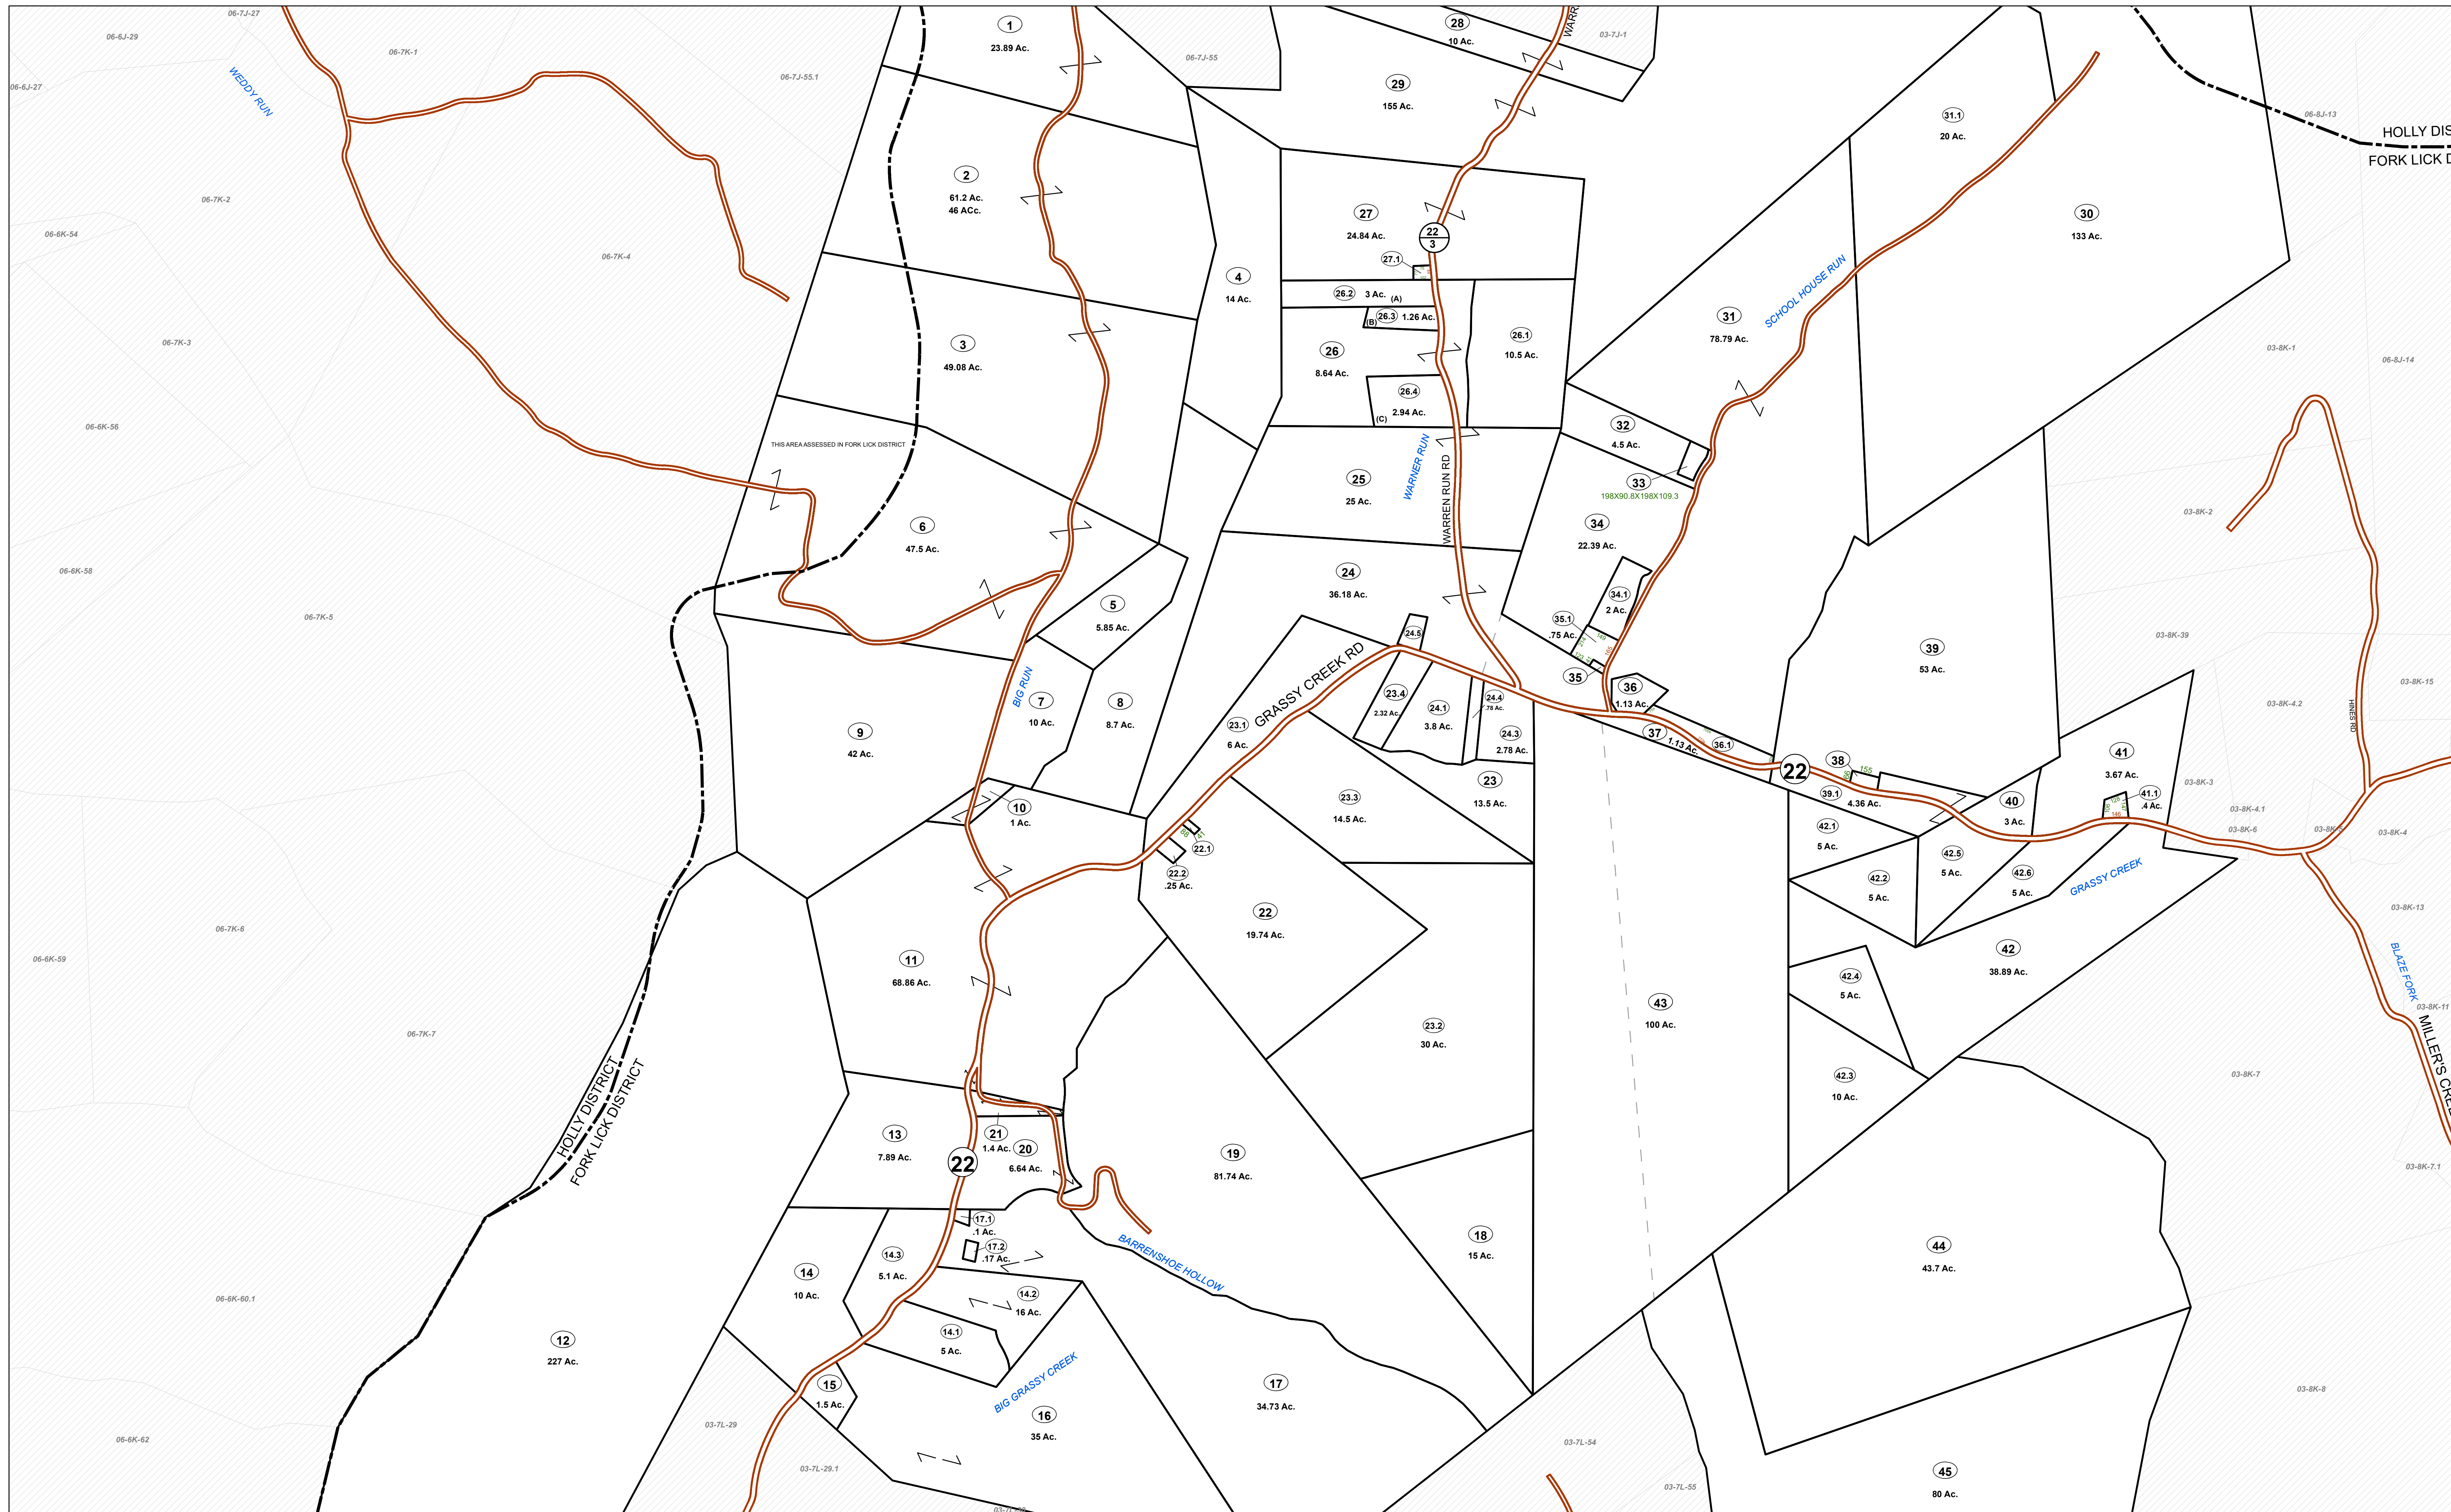 06-7J-27
06-6J-29
06-7K-1
06-6J-27
WEDDY RUN
06-7J-55.1
06-7K-2
06-6K-54
06-7K-4
06-7K-3
06-6K-56
06-6K-58
06-7K-5
06-7K-6
06-6K-59
06-7K-7
06-6K-60.1
06-6K-62
1
23.89 Ac.
2
61.2 Ac.
46 ACc.
3
49.08 Ac.
THIS AREA ASSESSED IN FORK LICK DISTRICT
6
47.5 Ac.
4
14 Ac.
5
5.85 Ac.
BIG RUN
7
10 Ac.
8
8.7 Ac.
9
42 Ac.
10
1 Ac.
11
68.86 Ac.
HOLLY DISTRICT
FORK LICK DISTRICT
12
227 Ac.
13
7.89 Ac.
22
21
1.4 Ac.
20
6.64 Ac.
17.1
.1 Ac.
17.2
.17 Ac.
14.3
5.1 Ac.
14
10 Ac.
14.2
16 Ac.
14.1
5 Ac.
15
1.5 Ac.
BIG GRASSY CREEK
16
35 Ac.
03-7L-29
03-7L-29.1
BARRENSHOE HOLLOW
17
34.73 Ac.
19
81.74 Ac.
18
15 Ac.
06-7J-55
28
10 Ac.
29
155 Ac.
03-7J-1
27
24.84 Ac.
22
3
27.1
26.2
3 Ac.
(A)
(B)
26.3
1.26 Ac.
26
8.64 Ac.
26.1
10.5 Ac.
26.4
2.94 Ac.
(C)
25
25 Ac.
WARNER RUN
WARREN RUN RD
24
36.18 Ac.
24.5
GRASSY CREEK RD
23.1
6 Ac.
23.4
2.32 Ac.
24.1
3.8 Ac.
24.4
.78 Ac.
24.3
2.78 Ac.
23
13.5 Ac.
23.3
14.5 Ac.
88
47
22.1
22.2
.25 Ac.
22
19.74 Ac.
23.2
30 Ac.
31.1
20 Ac.
30
133 Ac.
31
78.79 Ac.
SCHOOL HOUSE RUN
32
4.5 Ac.
33
198X90.8X198X109.3
34
22.39 Ac.
34.1
2 Ac.
35.1
.75 Ac.
149
165
35
36
1.13 Ac.
37
1.13 Ac.
36.1
22
38
155
39
53 Ac.
39.1
4.36 Ac.
40
3 Ac.
41
3.67 Ac.
41.1
.4 Ac.
146
42.1
5 Ac.
42.2
5 Ac.
42.5
5 Ac.
42.6
5 Ac.
GRASSY CREEK
42
38.89 Ac.
42.4
5 Ac.
42.3
10 Ac.
43
100 Ac.
44
43.7 Ac.
45
80 Ac.
03-7L-54
03-7L-55
06-8J-13
HOLLY DIS
FORK LICK D
03-8K-1
06-8J-14
03-8K-2
03-8K-39
03-8K-15
03-8K-4.2
HINES RD
03-8K-3
03-8K-4.1
03-8K-6
03-8K-5
03-8K-4
03-8K-13
BLAZE FORK
03-8K-11
MILLER'S CRE
03-8K-7
03-8K-7.1
03-8K-8